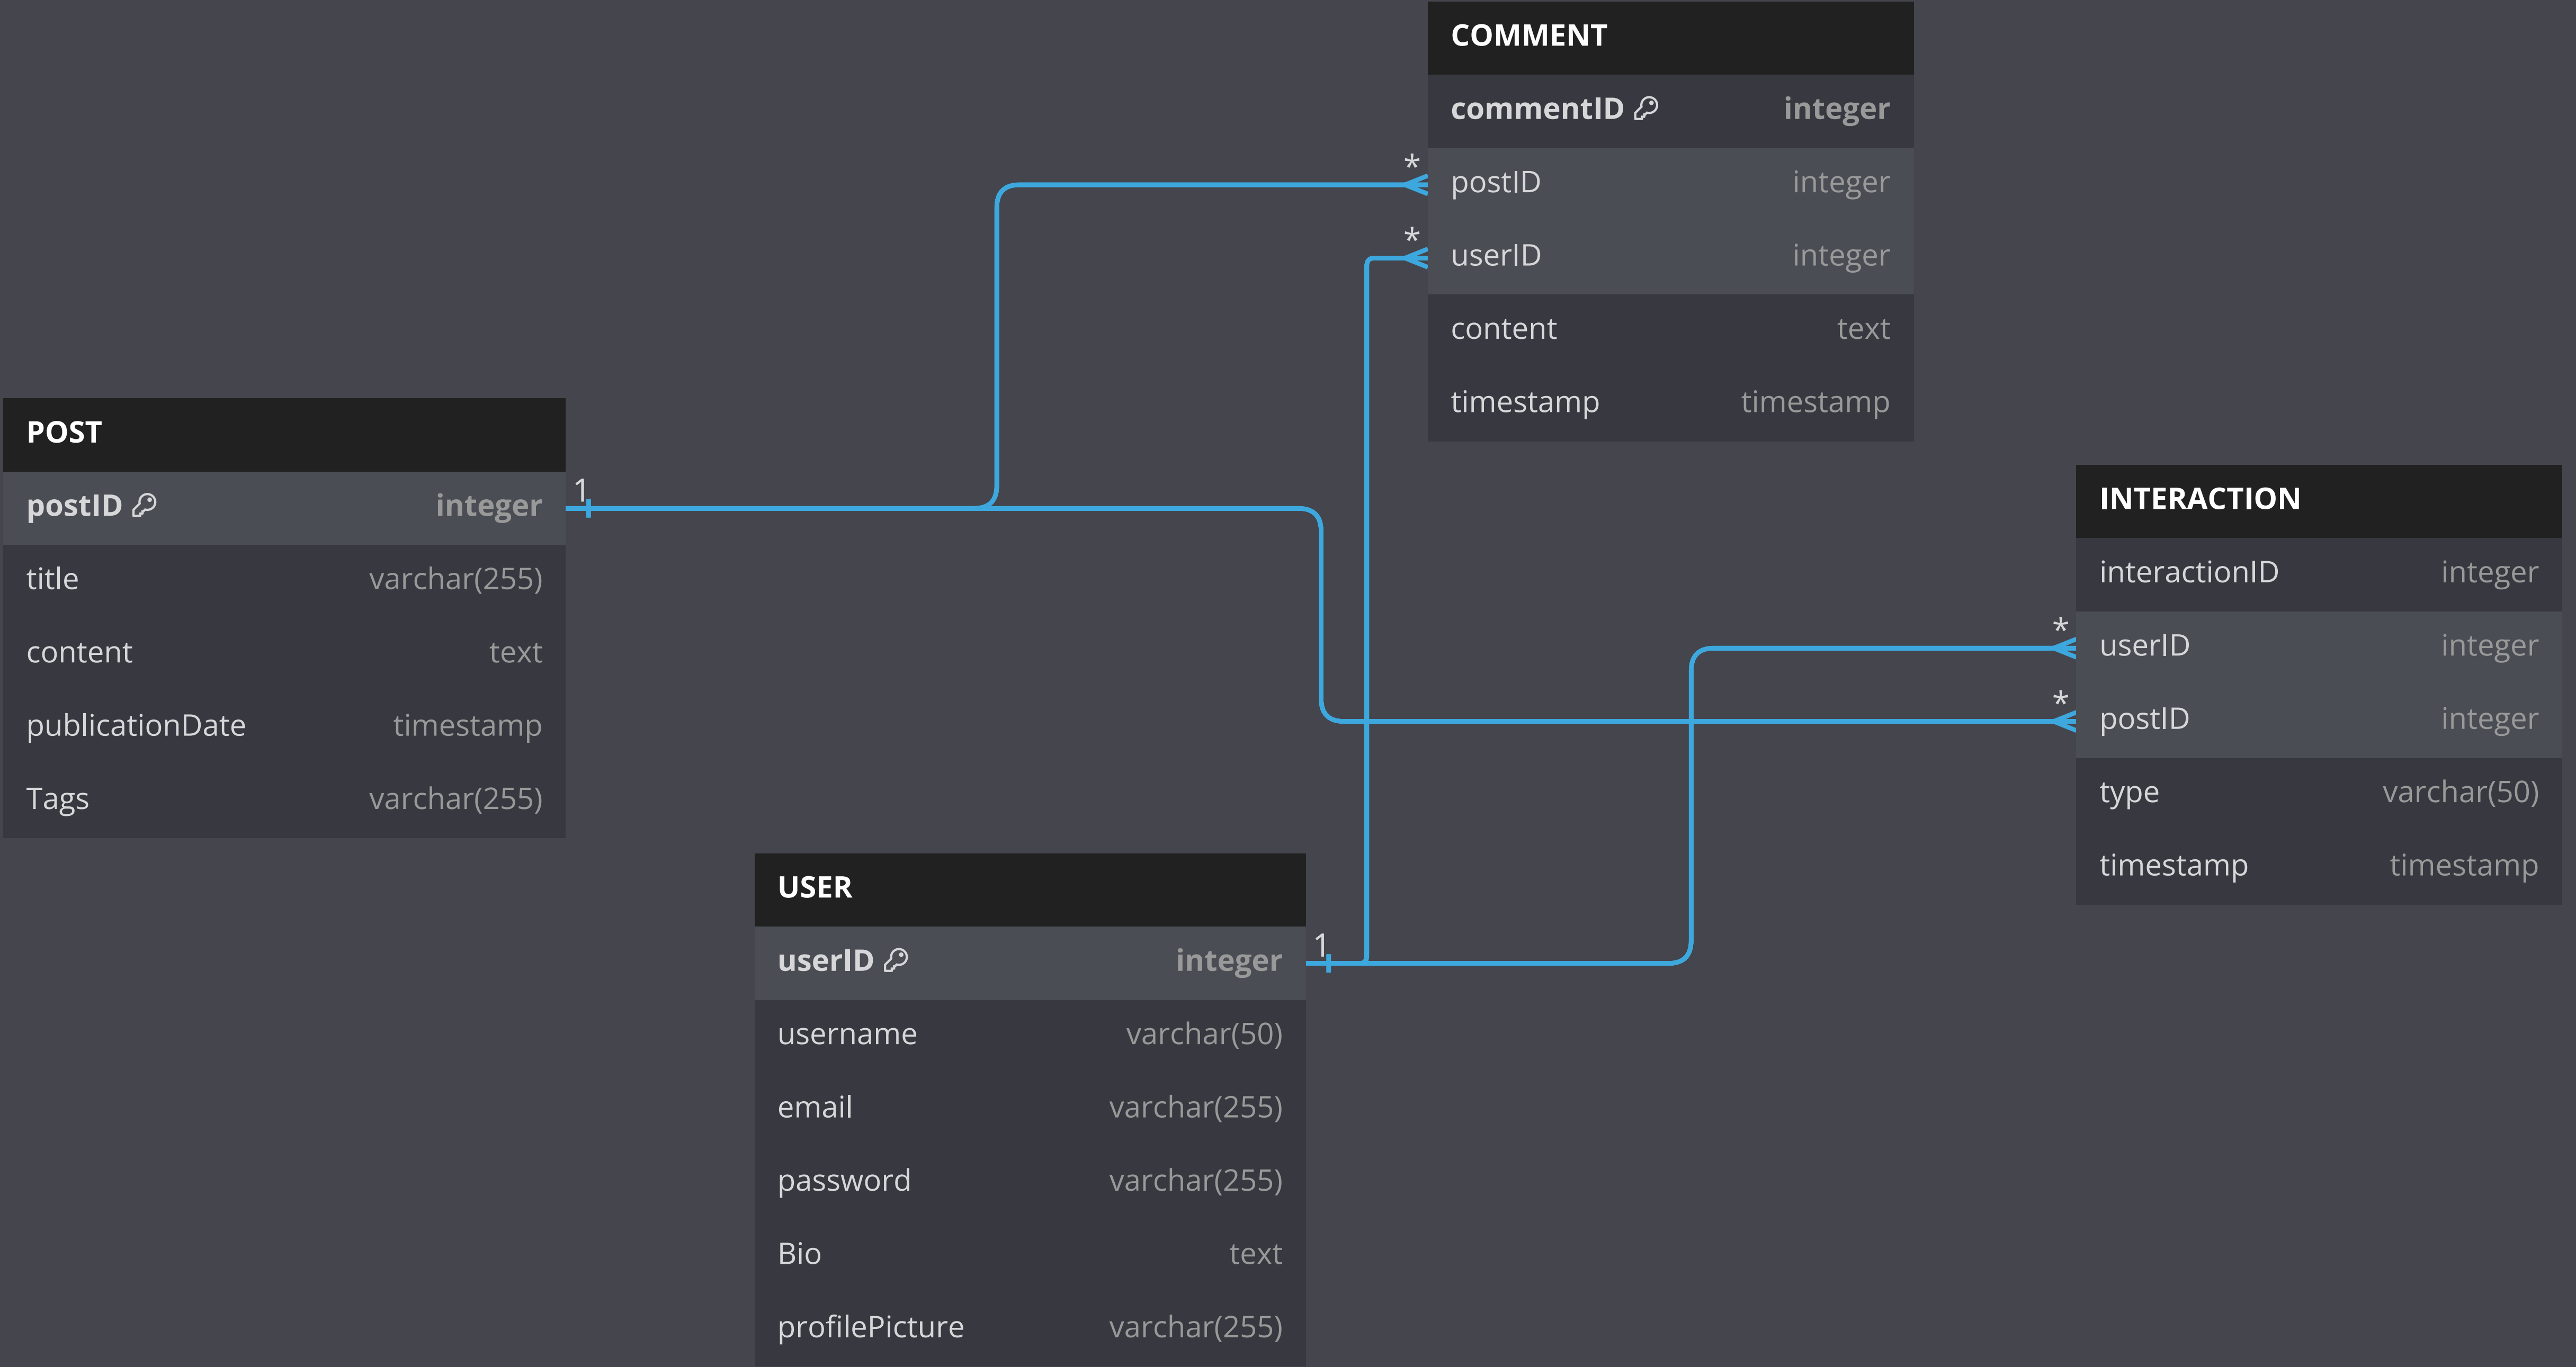 COMMENT
commentID integer
* postID integer
* userID integer
content text
timestamp timestamp
POST
postID integer 1
title varchar(255)
content text
publicationDate timestamp
Tags varchar(255)
INTERACTION
interactionID integer
* userID integer
* postID integer
type varchar(50)
timestamp timestamp
USER
userID integer 1
username varchar(50)
email varchar(255)
password varchar(255)
Bio text
profilePicture varchar(255)